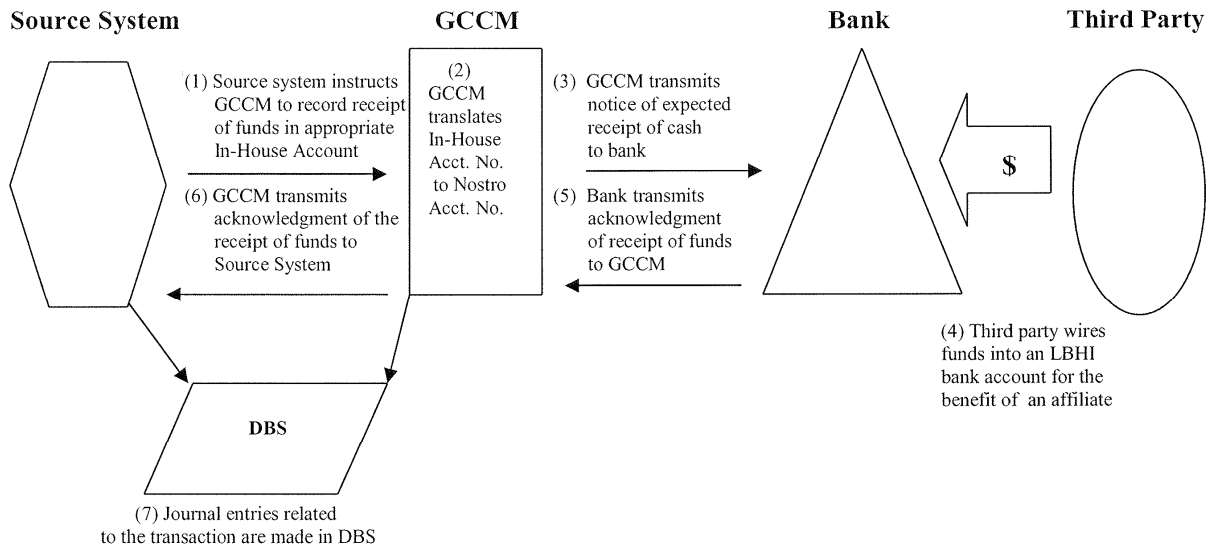 Source System
GCCM
Bank
Third Party
(1) Source system instructs
GCCM to record receipt
of funds in appropriate
In-House Account
(2)
GCCM
translates
In-House
Acct. No.
to Nostro
Acct. No.
(3) GCCM transmits
notice of expected
receipt of cash
to bank
$
(6) GCCM transmits
acknowledgment of the
receipt of funds to
Source System
(5) Bank transmits
acknowledgment
of receipt of funds
to GCCM
(4) Third party wires
funds into an LBHI
bank account for the
benefit of an affiliate
DBS
(7) Journal entries related
to the transaction are made in DBS